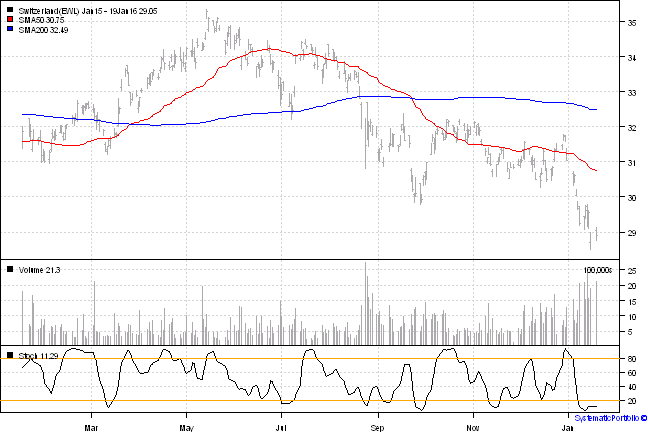 Switzerland(EWL) Jan 15 - 19Jan16 29.05
SMA50 30.75
SMA200 32.49
35
34
33
32
31
30
29
Volume 21.3
100,000s
25
20
15
10
5
Stoch 11.29
80
60
40
20
Mar May Jul Sep Nov Jan
SystematicPortfolio ©